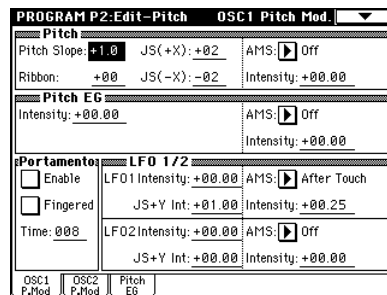 PROGRAM P2:Edit-Pitch OSC1 Pitch Mod.
Pitch
Pitch Slope: +1.0 JS(+X): +02 AMS: Off
Ribbon: +00 JS(-X): -02 Intensity: +00.00
Pitch EG
Intensity: +00.00 AMS: Off
Intensity: +00.00
Portamento LFO 1/2
Enable LFO1 Intensity: +00.00 AMS: After Touch
Fingered JS+Y Int: +01.00 Intensity: +00.25
Time: 008 LFO2 Intensity: +00.00 AMS: Off
JS+Y Int: +00.00 Intensity: +00.00
OSC1 P.Mod OSC2 P.Mod Pitch EG